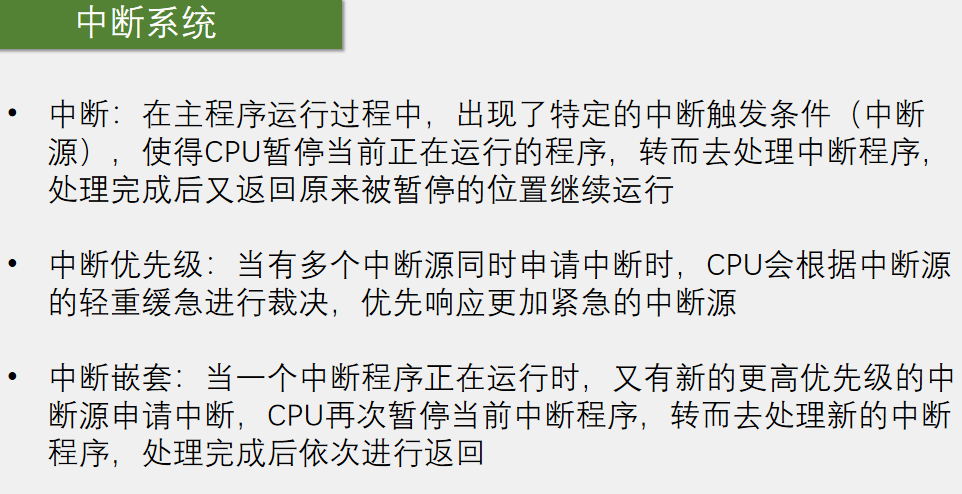 中断系统
• 中断：在主程序运行过程中，出现了特定的中断触发条件（中断
源），使得CPU暂停当前正在运行的程序，转而去处理中断程序，
处理完成后又返回原来被暂停的位置继续运行
• 中断优先级：当有多个中断源同时申请中断时，CPU会根据中断源
的轻重缓急进行裁决，优先响应更加紧急的中断源
• 中断嵌套：当一个中断程序正在运行时，又有新的更高优先级的中
断源申请中断，CPU再次暂停当前中断程序，转而去处理新的中断
程序，处理完成后依次进行返回